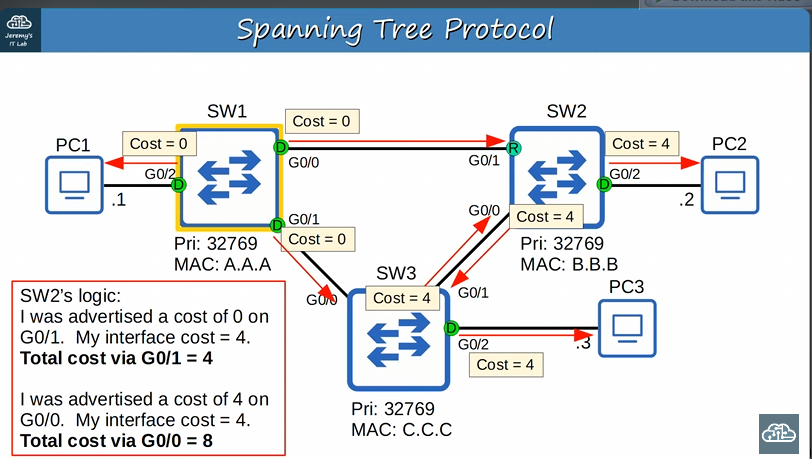 Jeremy's
IT Lab
Spanning Tree Protocol
SW1
SW2
PC1
Cost = 0
Cost = 0
Cost = 4
PC2
G0/2
D
D
G0/0
G0/1
R
D
G0/2
.1
.2
G0/1
D
Cost = 0
G0/0
Cost = 4
Pri: 32769
MAC: A.A.A
Pri: 32769
MAC: B.B.B
SW3
G0/0
Cost = 4
G0/1
PC3
D
G0/2
.3
Cost = 4
Pri: 32769
MAC: C.C.C
SW2's logic:
I was advertised a cost of 0 on
G0/1. My interface cost = 4.
Total cost via G0/1 = 4
I was advertised a cost of 4 on
G0/0. My interface cost = 4.
Total cost via G0/0 = 8